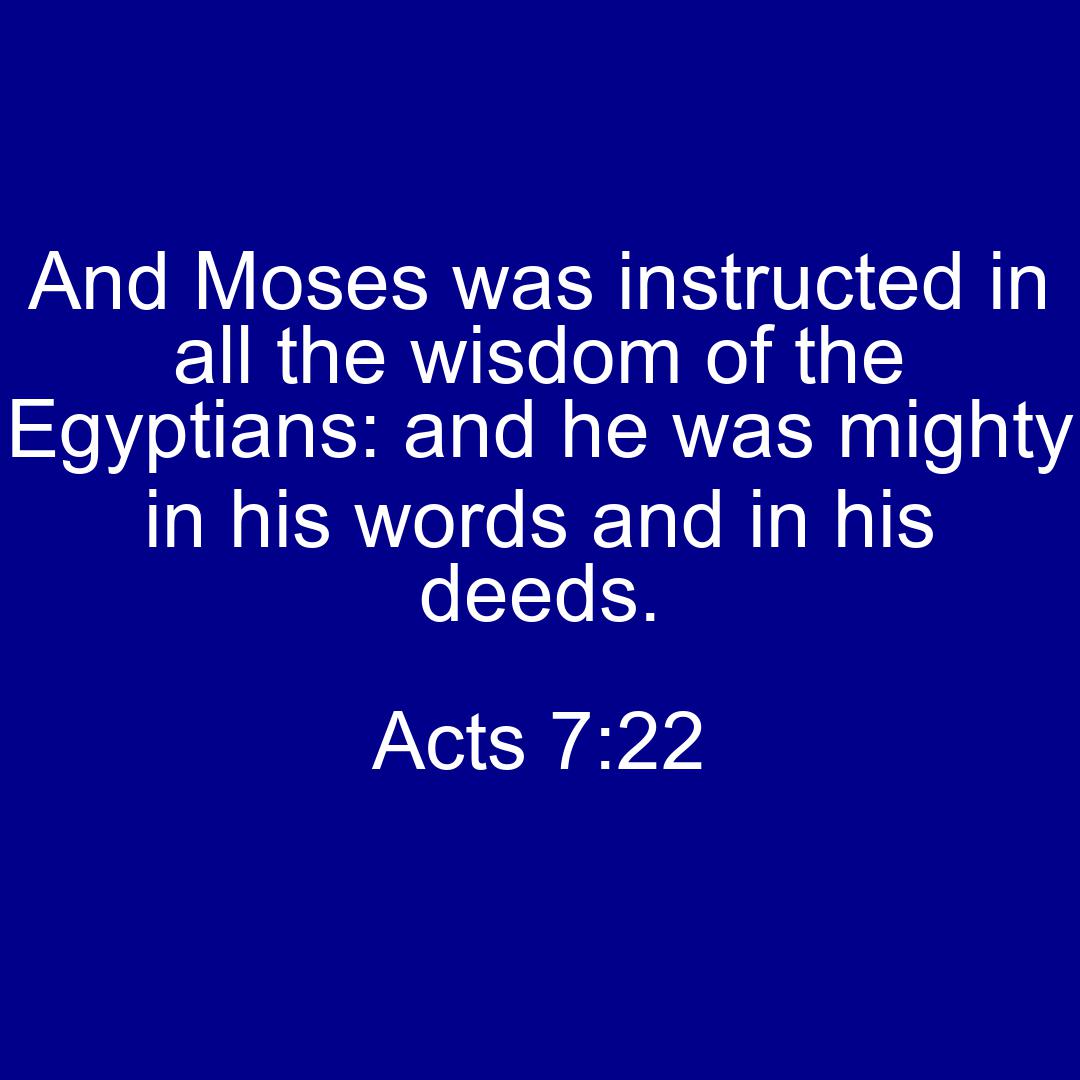 And Moses was instructed in
all the wisdom of the
Egyptians: and he was mighty
in his words and in his
deeds.
Acts 7:22